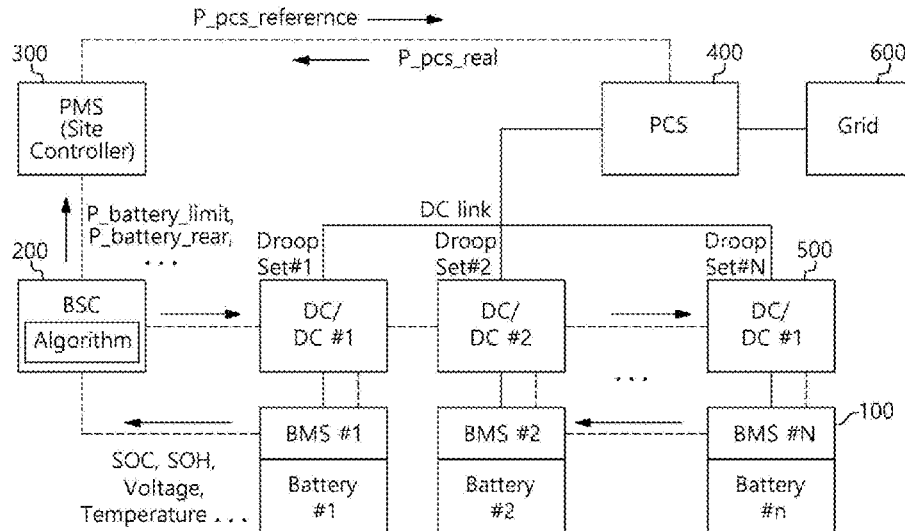 P_pcs_refernce
P_pcs_real
300
PMS
(Site
Controller)
400
PCS
600
Grid
P_battery_limit,
P_battery_rear,
...
DC link
200
BSC
Algorithm
Droop
Set#1
DC/
DC #1
Droop
Set#2
DC/
DC #2
Droop
Set#N
500
DC/
DC #1
...
SOC, SOH,
Voltage,
Temperature ...
BMS #1
Battery
#1
BMS #2
Battery
#2
100
BMS #N
Battery
#n